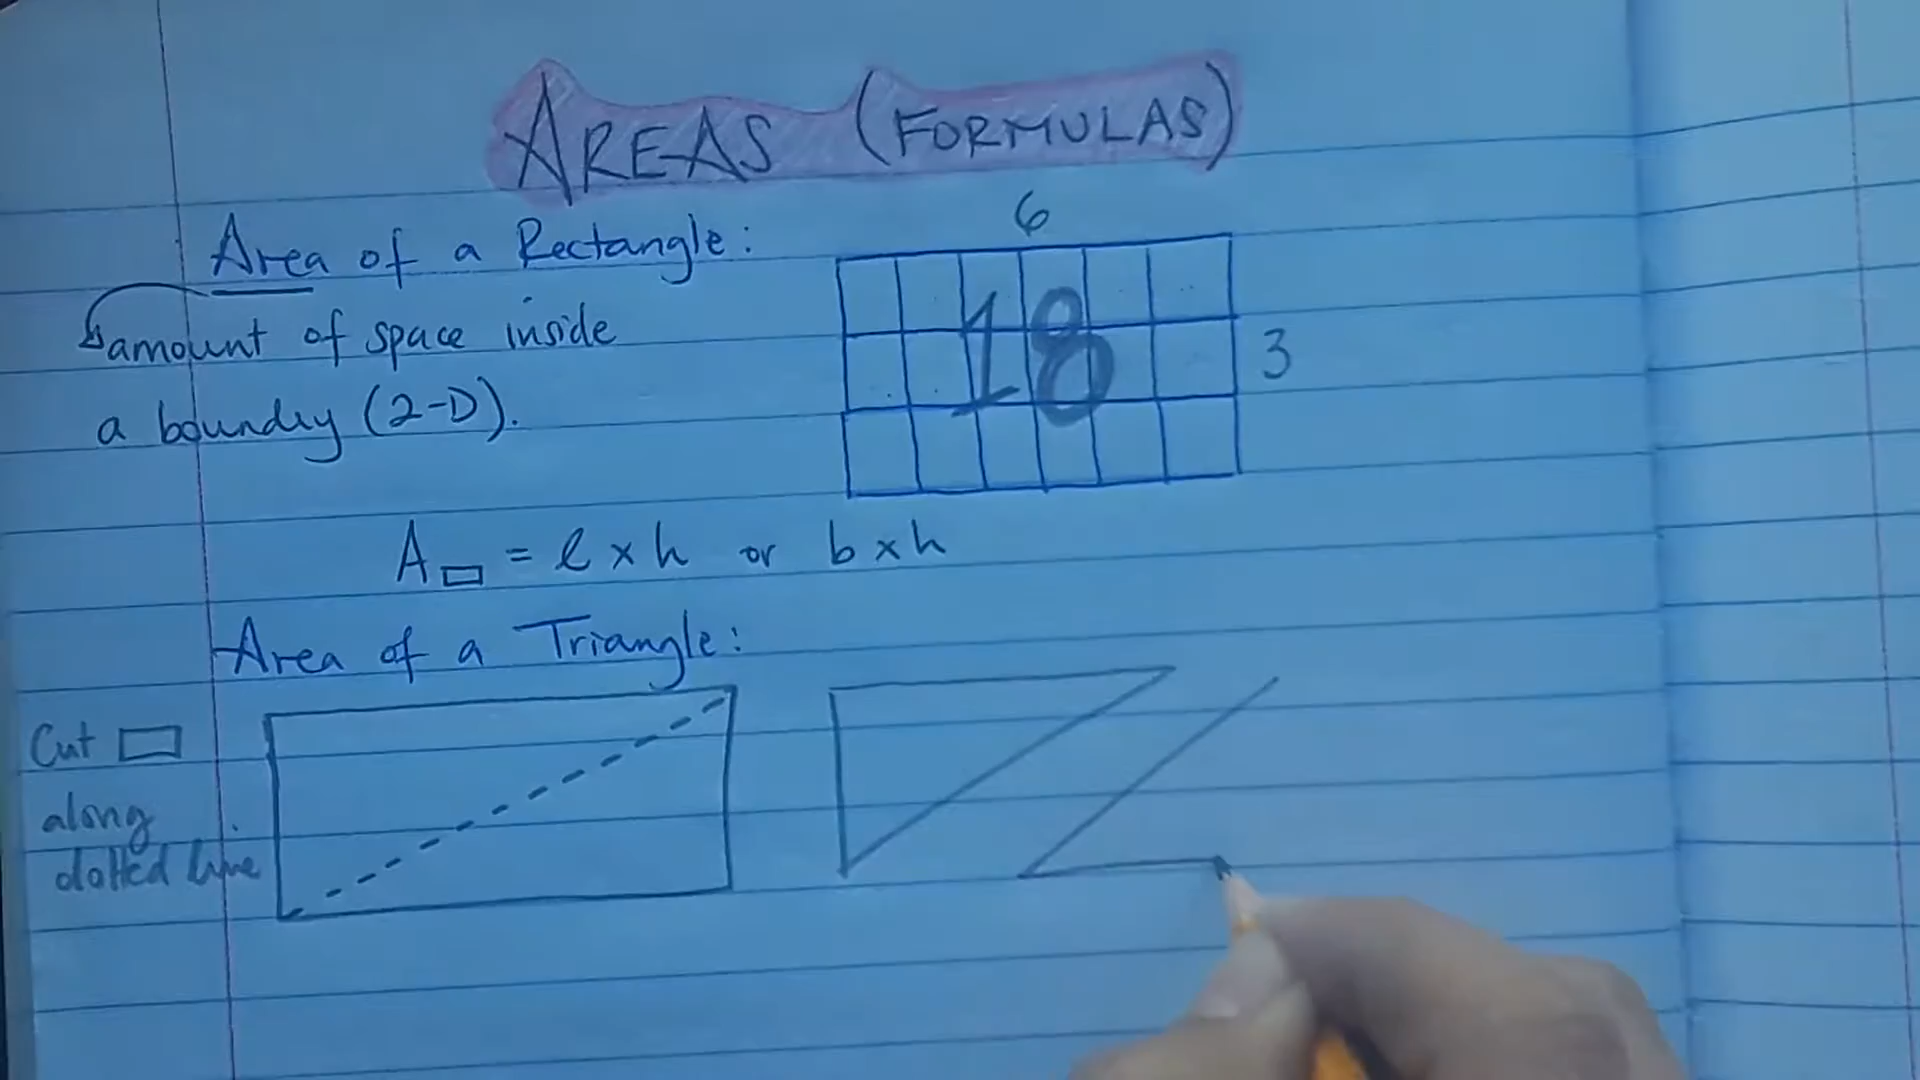 AREAS (FORMULAS)
Area of a Rectangle:
amount of space inside
a boundry (2-D).
6
18
3
A▭ = l x h or b x h
Area of a Triangle:
Cut ▭
along
dotted line